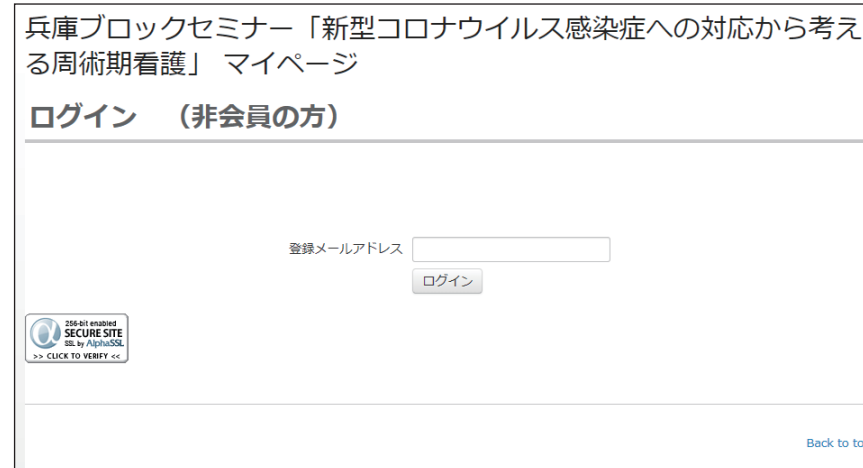 兵庫ブロックセミナー「新型コロナウイルス感染症への対応から考え
る周術期看護」 マイページ
ログイン　（非会員の方）
登録メールアドレス
ログイン
256-bit enabled
SECURE SITE
SSL by AlphaSSL
>> CLICK TO VERIFY <<
Back to to